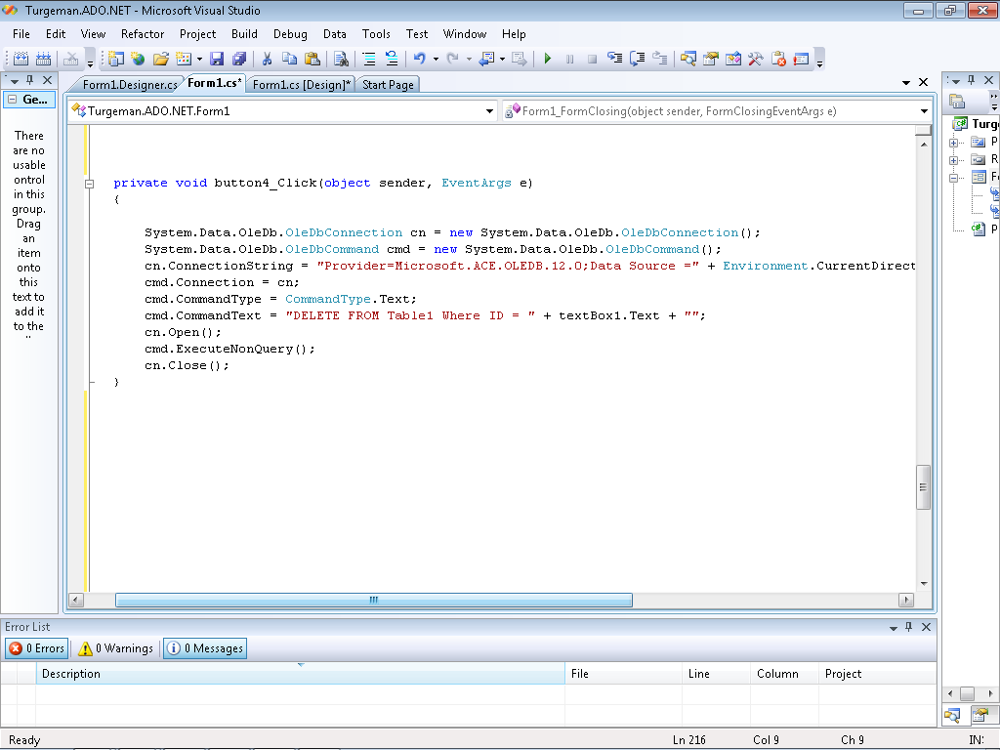 Turgeman.ADO.NET - Microsoft Visual Studio
File Edit View Refactor Project Build Debug Data Tools Test Window Help
Ge...
Form1.Designer.cs Form1.cs* Form1.cs [Design]* Start Page
Turgeman.ADO.NET.Form1 Form1_FormClosing(object sender, FormClosingEventArgs e)
There
are no
usable
ontrol
in this
group.
Drag
an
item
onto
this
text to
add it
to the
private void button4_Click(object sender, EventArgs e)
{
System.Data.OleDb.OleDbConnection cn = new System.Data.OleDb.OleDbConnection();
System.Data.OleDb.OleDbCommand cmd = new System.Data.OleDb.OleDbCommand();
cn.ConnectionString = "Provider=Microsoft.ACE.OLEDB.12.0;Data Source =" + Environment.CurrentDirect
cmd.Connection = cn;
cmd.CommandType = CommandType.Text;
cmd.CommandText = "DELETE FROM Table1 Where ID = " + textBox1.Text + "";
cn.Open();
cmd.ExecuteNonQuery();
cn.Close();
}
Turg
P
R
Fo
P
Error List
0 Errors 0 Warnings 0 Messages
Description File Line Column Project
Ready Ln 216 Col 9 Ch 9 IN: